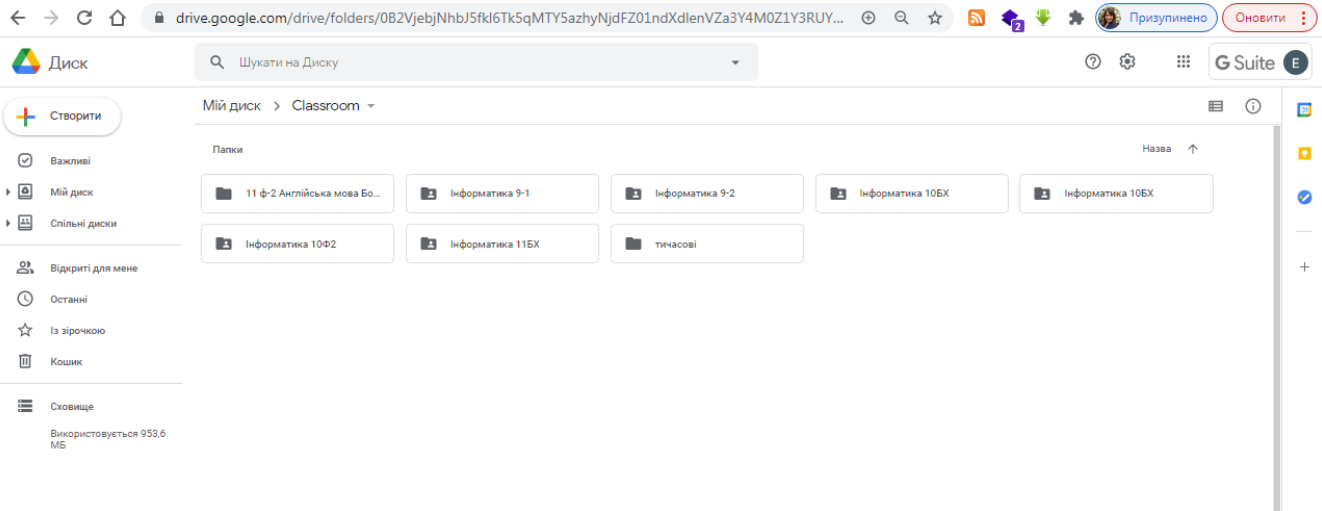 drive.google.com/drive/folders/0B2VjebjNhbJ5fkl6Tk5qMTY5azhyNjdFZ01ndXdlenVZa3Y4M0Z1Y3RUY...
2
Призупинено
Оновити
Диск
Шукати на Диску
G Suite
E
Створити
Мій диск > Classroom
Важливі
Мій диск
Спільні диски
Відкриті для мене
Останні
Із зірочкою
Кошик
Сховище
Використовується 953,6
МБ
Папки
Назва
11 ф-2 Англійська мова Бо...
Інформатика 9-1
Інформатика 9-2
Інформатика 10БХ
Інформатика 10БХ
Інформатика 10Ф2
Інформатика 11БХ
тичасові
31